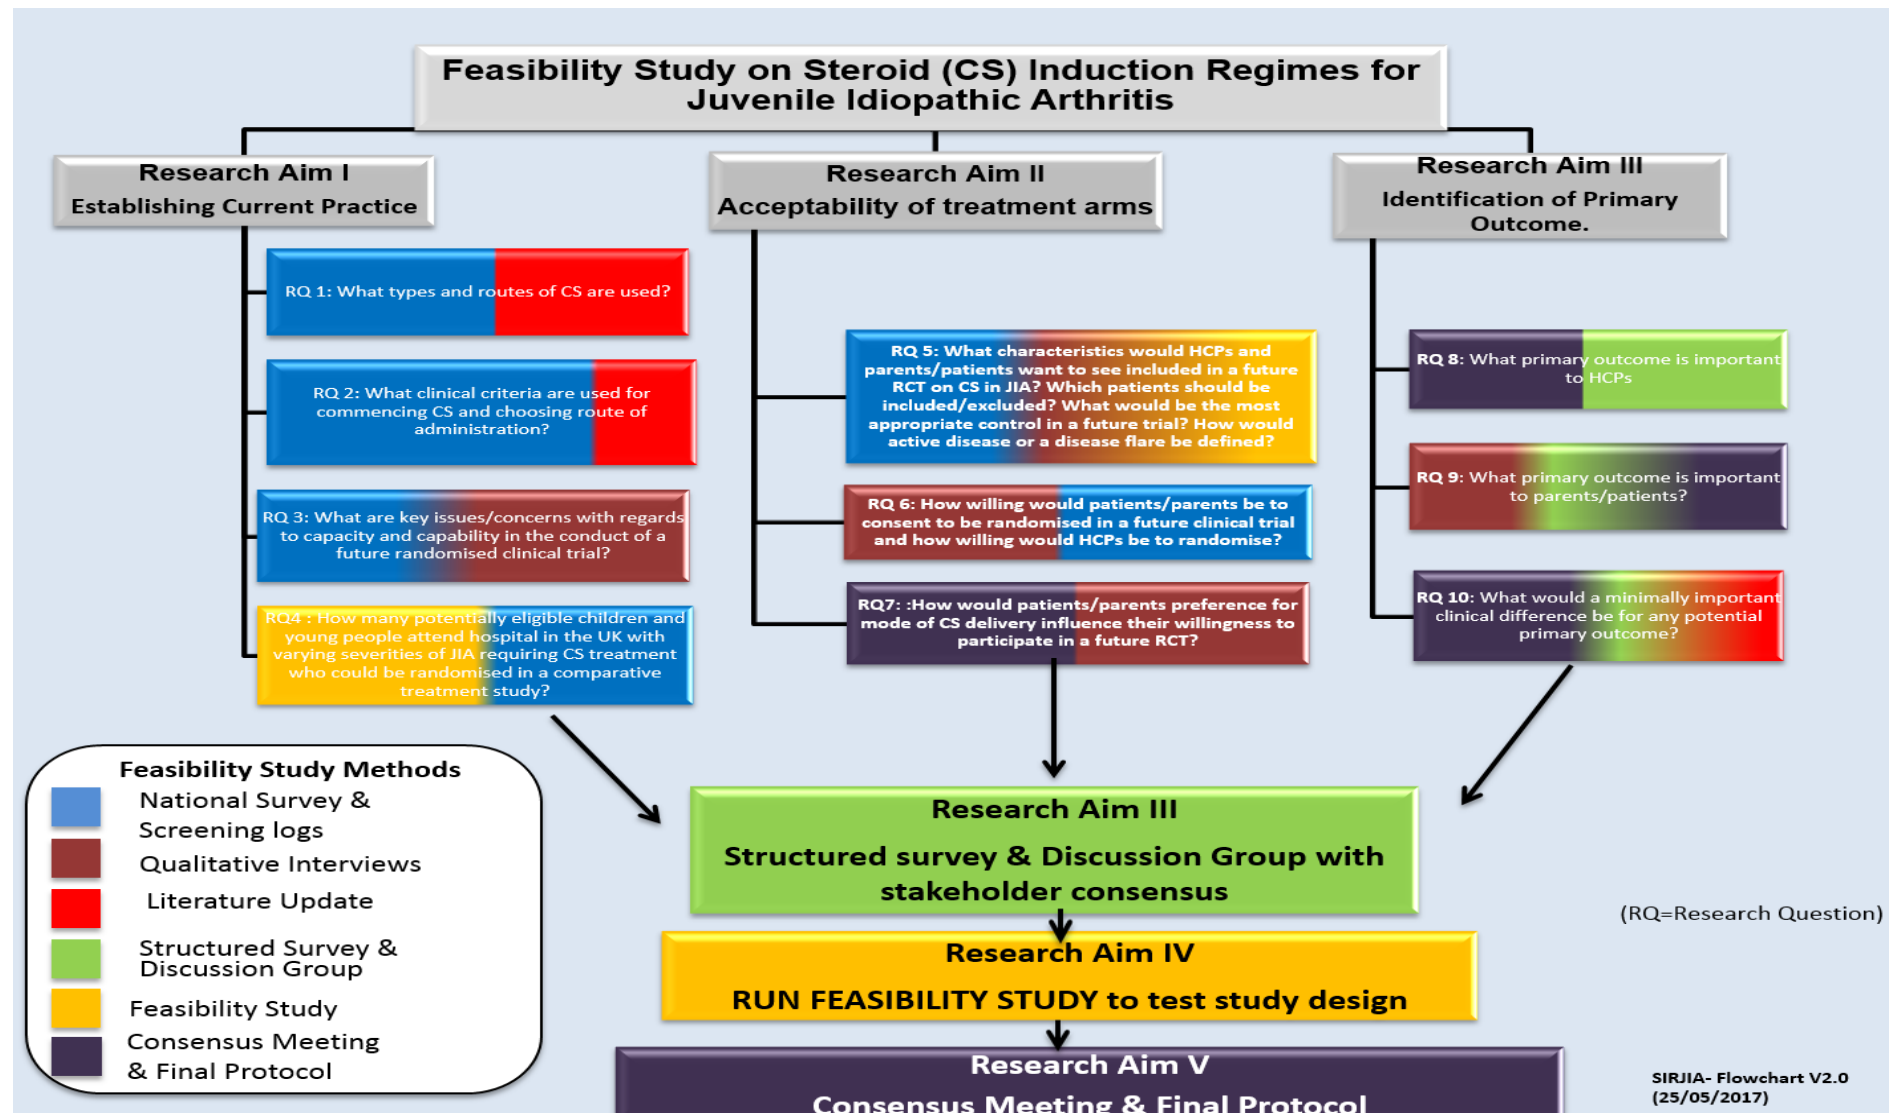 Feasibility Study on Steroid (CS) Induction Regimes for
Juvenile Idiopathic Arthritis
Research Aim I
Establishing Current Practice
RQ 1: What types and routes of CS are used?
RQ 2: What clinical criteria are used for
commencing CS and choosing route of
administration?
RQ 3: What are key issues/concerns with regards
to capacity and capability in the conduct of a
future randomised clinical trial?
RQ4 : How many potentially eligible children and
young people attend hospital in the UK with
varying severities of JIA requiring CS treatment
who could be randomised in a comparative
treatment study?
Research Aim II
Acceptability of treatment arms
RQ 5: What characteristics would HCPs and
parents/patients want to see included in a future
RCT on CS in JIA? Which patients should be
included/excluded? What would be the most
appropriate control in a future trial? How would
active disease or a disease flare be defined?
RQ 6: How willing would patients/parents be to
consent to be randomised in a future clinical trial
and how willing would HCPs be to randomise?
RQ7: :How would patients/parents preference for
mode of CS delivery influence their willingness to
participate in a future RCT?
Research Aim III
Identification of Primary
Outcome.
RQ 8: What primary outcome is important
to HCPs
RQ 9: What primary outcome is important
to parents/patients?
RQ 10: What would a minimally important
clinical difference be for any potential
primary outcome?
Feasibility Study Methods
National Survey &
Screening logs
Qualitative Interviews
Literature Update
Structured Survey &
Discussion Group
Feasibility Study
Consensus Meeting
& Final Protocol
Research Aim III
Structured survey & Discussion Group with
stakeholder consensus
(RQ=Research Question)
Research Aim IV
RUN FEASIBILITY STUDY to test study design
Research Aim V
Consensus Meeting & Final Protocol
SIRJIA- Flowchart V2.0
(25/05/2017)